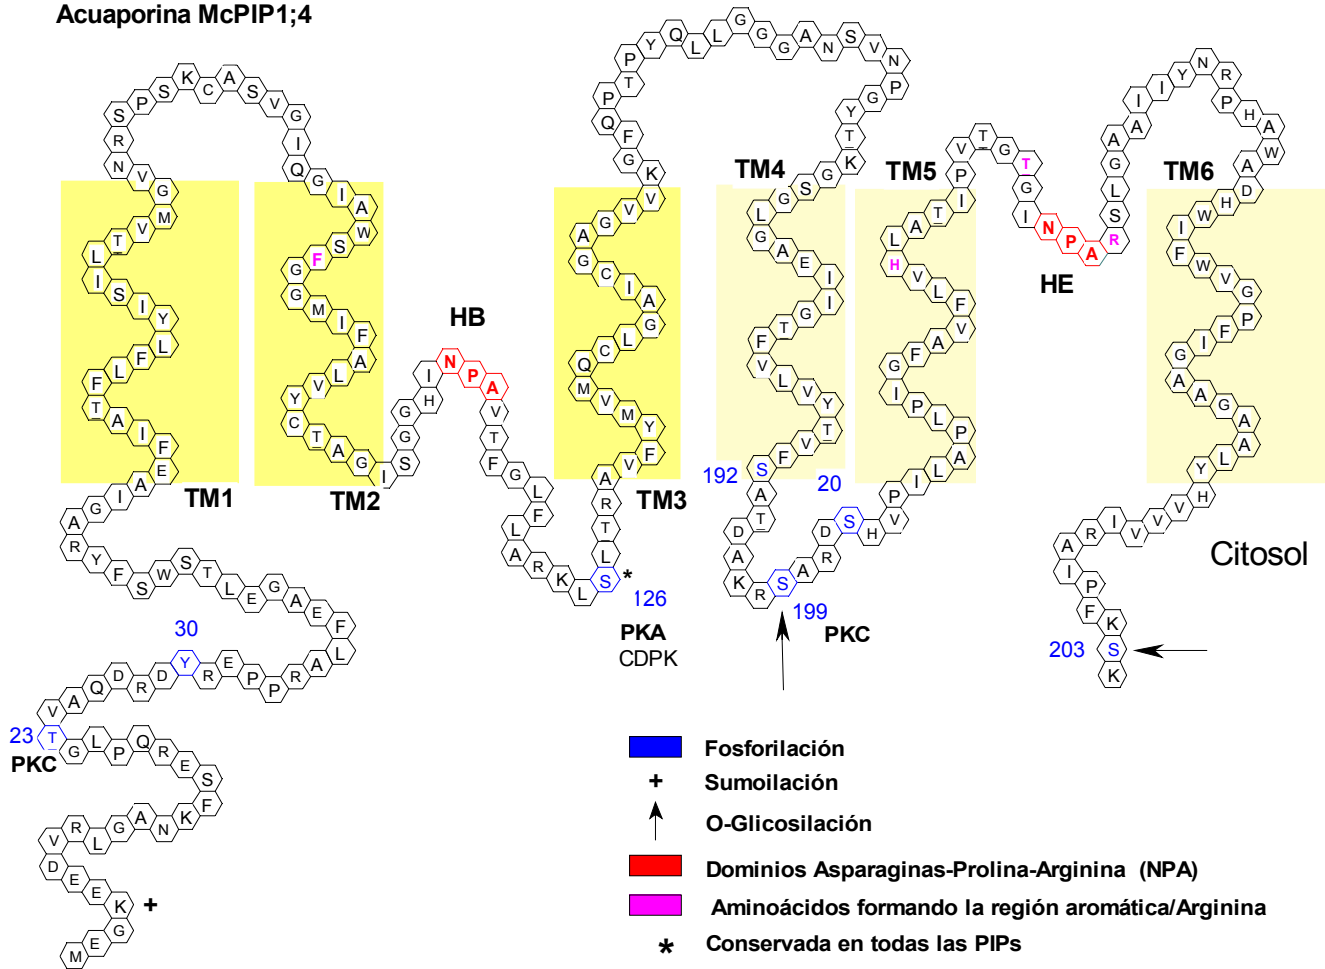 Acuaporina McPIP1;4
MEGKEEDVRLGANKFSERQPLGTVAQDRDYREPPRALFEAGELTSWSFYRAGIAEFIATFLFLYISILTVMGVNRSPSKCASVGIQGIAWSFGGMIFALVYCTAGISGGHINPAVTFGLFLARKLSLTRAVFYMVMQCLGAICGAGVVKGFQPTPYQLLGGGANSVNPGYTKGSGLGAEIIGTFVLVYTVFSATDAKRSARDSHVPILAPLPIGFAVFLVHLATIPVTGTGINPARSLGAAIIYNRPHAWADHWIFWVGPFIGAAGAALYHVVVIRAIPFKSK
TM1
TM2
HB
TM3
TM4
TM5
HE
TM6
Citosol
30
23
PKC
+
*
126
PKA
CDPK
192
20
199
PKC
203
Fosforilación
+ Sumoilación
O-Glicosilación
Dominios Asparaginas-Prolina-Arginina (NPA)
Aminoácidos formando la región aromática/Arginina
* Conservada en todas las PIPs